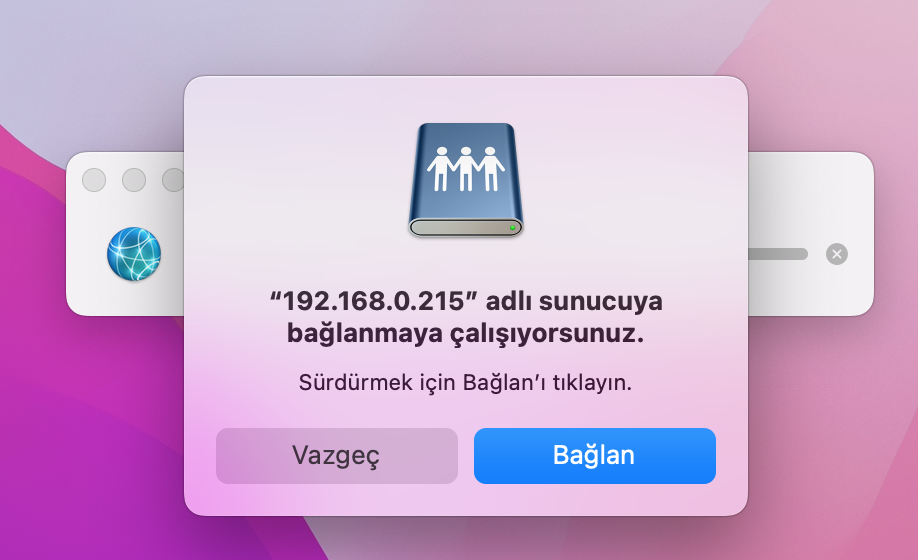 “192.168.0.215” adlı sunucuya
bağlanmaya çalışıyorsunuz.
Sürdürmek için Bağlan’ı tıklayın.
Vazgeç
Bağlan